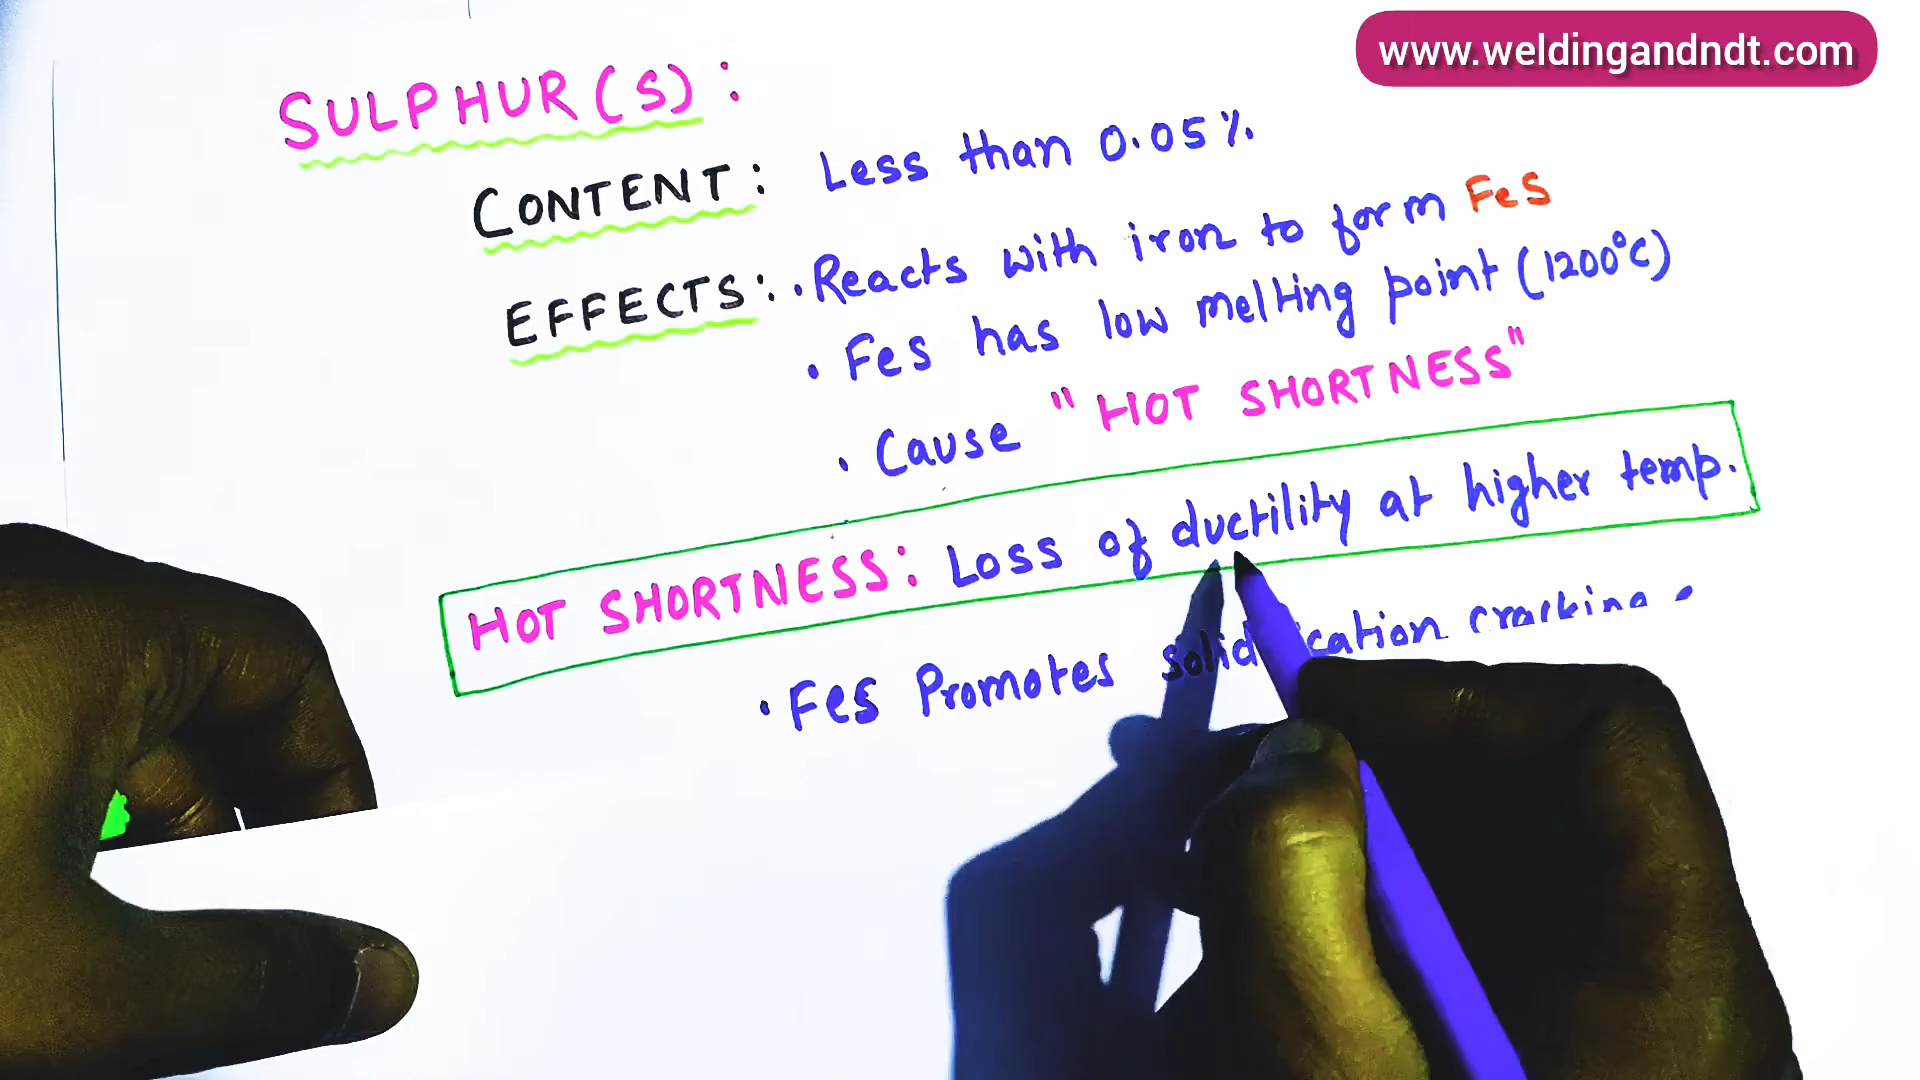 www.weldingandndt.com
SULPHUR(S):
CONTENT: Less than 0.05%
EFFECTS: • Reacts with iron to form FeS
• Fes has low melting point (1200°C)
• Cause "HOT SHORTNESS"
HOT SHORTNESS: Loss of ductility at higher temp.
• Fes Promotes cracking